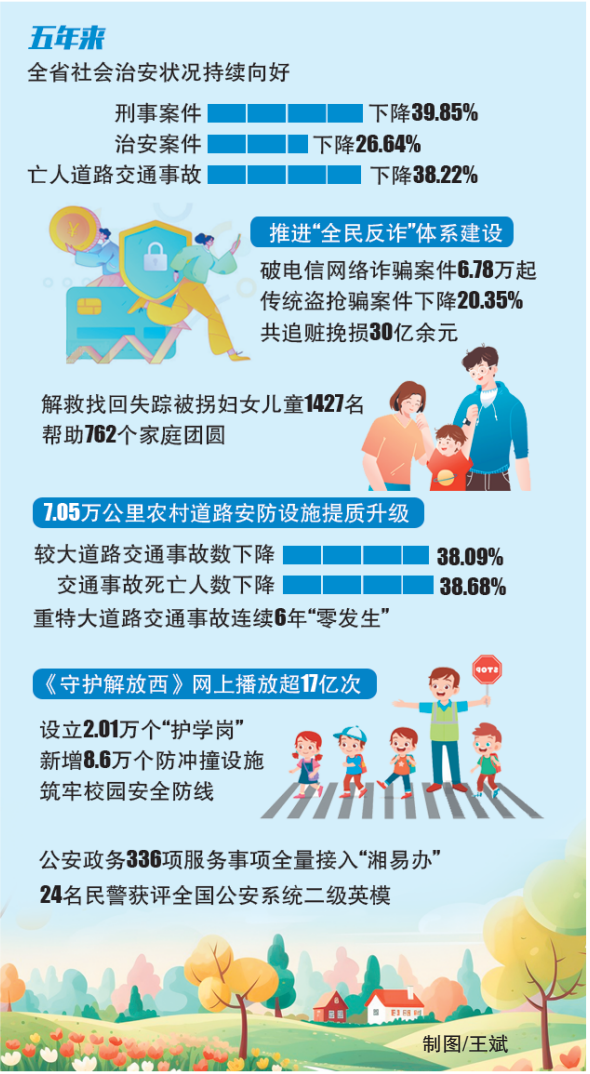 五年来
全省社会治安状况持续向好
刑事案件 下降39.85%
治安案件 下降26.64%
亡人道路交通事故 下降38.22%
推进“全民反诈”体系建设
破电信网络诈骗案件6.78万起
传统盗抢骗案件下降20.35%
共追赃挽损30亿余元
解救找回失踪被拐妇女儿童1427名
帮助762个家庭团圆
7.05万公里农村道路安防设施提质升级
较大道路交通事故数下降 38.09%
交通事故死亡人数下降 38.68%
重特大道路交通事故连续6年“零发生”
《守护解放西》网上播放超17亿次
STOP
设立2.01万个“护学岗”
新增8.6万个防冲撞设施
筑牢校园安全防线
公安政务336项服务事项全量接入“湘易办”
24名民警获评全国公安系统二级英模
制图/王斌